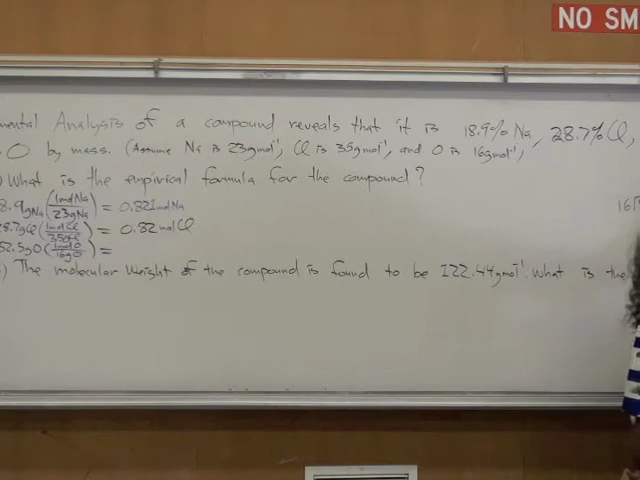 NO SM
mental Analysis of a compound reveals that it is 18.9% Na, 28.7% Cl,
O by mass. (Assume Na is 23gmol⁻¹, Cl is 35gmol⁻¹, and O is 16gmol⁻¹,
) What is the empirical formula for the compound?
8.9gNa (1molNa/23gNa) = 0.821molNa
28.7gCl (1molCl/35gCl) = 0.82molCl
52.5gO (1molO/16gO) =
) The molecular weight of the compound is found to be 122.44gmol⁻¹. What is the